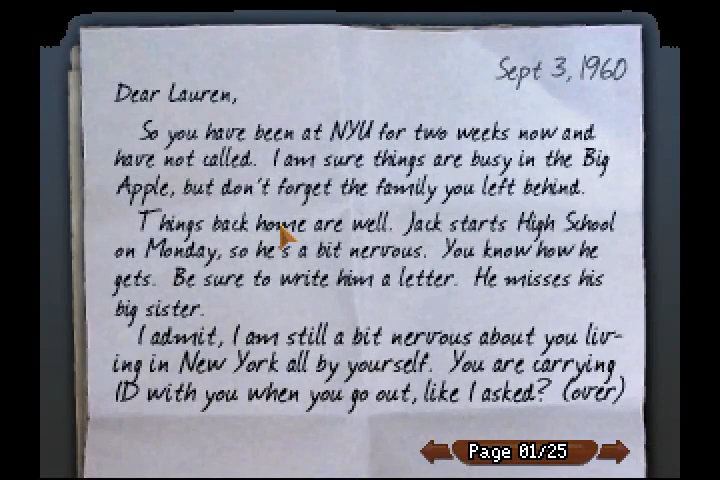 Sept 3, 1960
Dear Lauren,
So you have been at NYU for two weeks now and
have not called. I am sure things are busy in the Big
Apple, but don't forget the family you left behind.
Things back home are well. Jack starts High School
on Monday, so he's a bit nervous. You know how he
gets. Be sure to write him a letter. He misses his
big sister.
I admit, I am still a bit nervous about you liv-
ing in New York all by yourself. You are carrying
ID with you when you go out, like I asked? (over)
Page 01/25